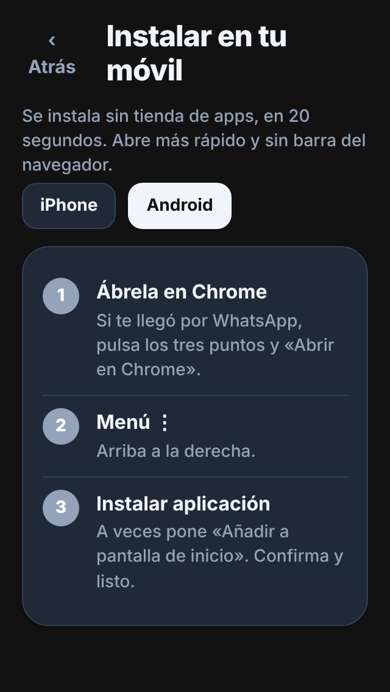 ‹
Atrás
Instalar en tu
móvil
Se instala sin tienda de apps, en 20
segundos. Abre más rápido y sin barra del
navegador.
iPhone
Android
1
Ábrela en Chrome
Si te llegó por WhatsApp,
pulsa los tres puntos y «Abrir
en Chrome».
2
Menú ⋮
Arriba a la derecha.
3
Instalar aplicación
A veces pone «Añadir a
pantalla de inicio». Confirma y
listo.